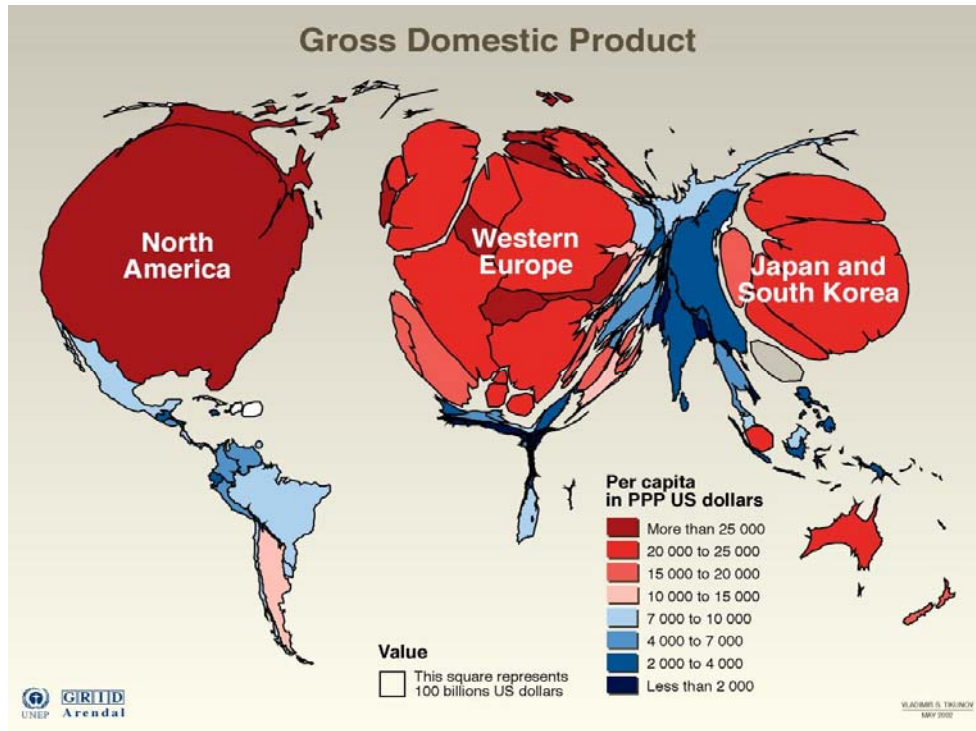 Gross Domestic Product
North
America
Western
Europe
Japan and
South Korea
Per capita
in PPP US dollars
More than 25 000
20 000 to 25 000
15 000 to 20 000
10 000 to 15 000
7 000 to 10 000
4 000 to 7 000
2 000 to 4 000
Less than 2 000
Value
This square represents
100 billions US dollars
UNEP
GRID
Arendal
VLADIMIR S. TIKUNOV
MAY 2002